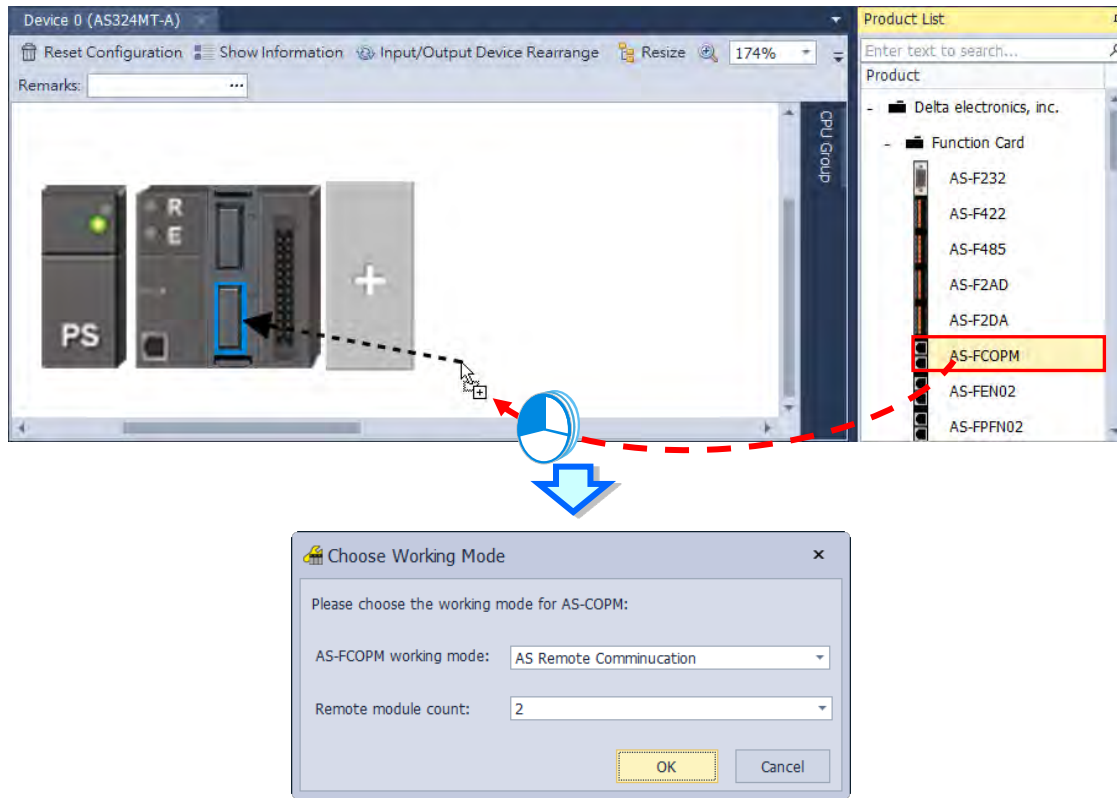 Device 0 (AS324MT-A)
Reset Configuration Show Information Input/Output Device Rearrange Resize 174%
Remarks: ...
CPU Group
R
E
PS
+
Product List
Enter text to search...
Product
Delta electronics, inc.
Function Card
AS-F232
AS-F422
AS-F485
AS-F2AD
AS-F2DA
AS-FCOPM
AS-FEN02
AS-FPFN02
Choose Working Mode
Please choose the working mode for AS-COPM:
AS-FCOPM working mode: AS Remote Comminucation
Remote module count: 2
OK Cancel